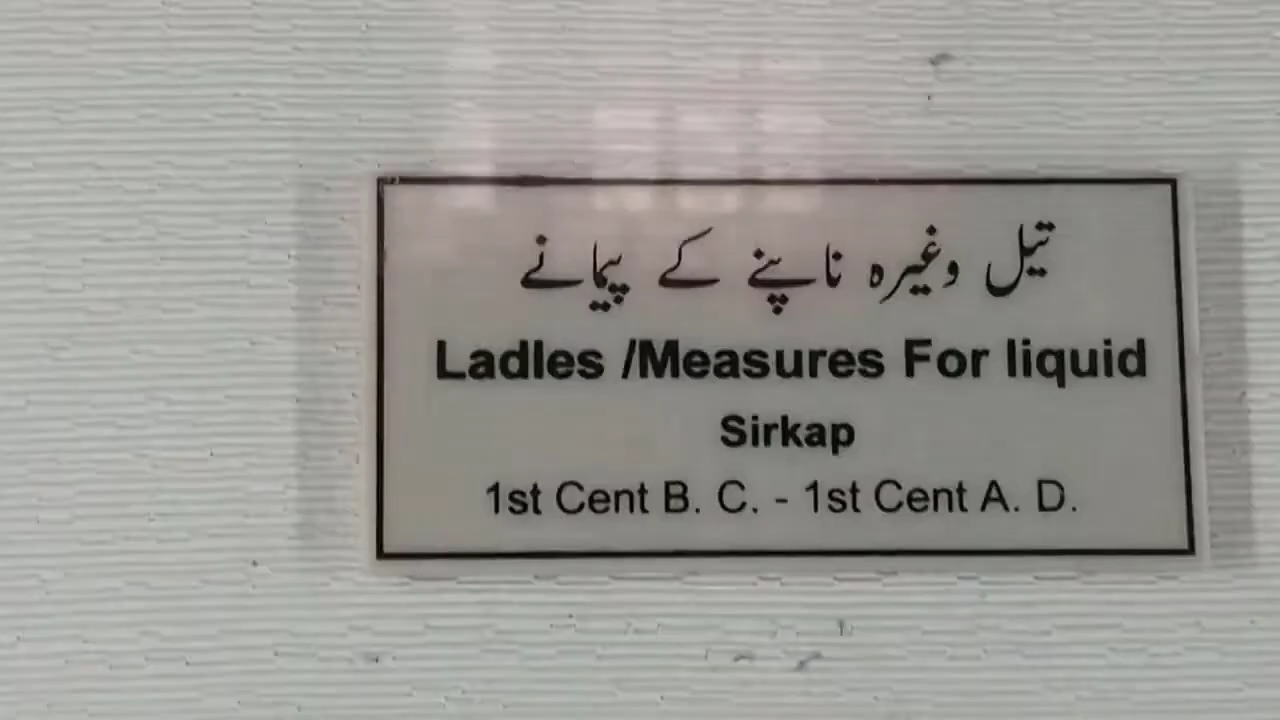 تیل وغیرہ ناپنے کے پیمانے
Ladles /Measures For liquid
Sirkap
1st Cent B. C. - 1st Cent A. D.